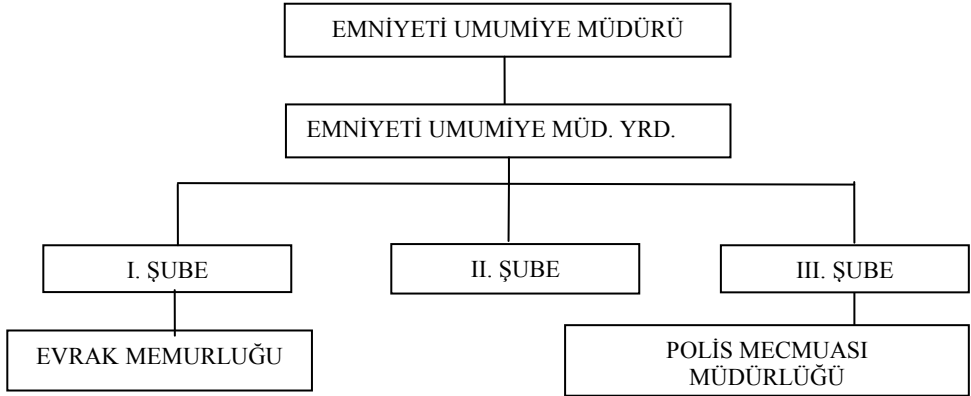 EMNİYETİ UMUMİYE MÜDÜRÜ
EMNİYETİ UMUMİYE MÜD. YRD.
I. ŞUBE
II. ŞUBE
III. ŞUBE
EVRAK MEMURLUĞU
POLİS MECMUASI
MÜDÜRLÜĞÜ